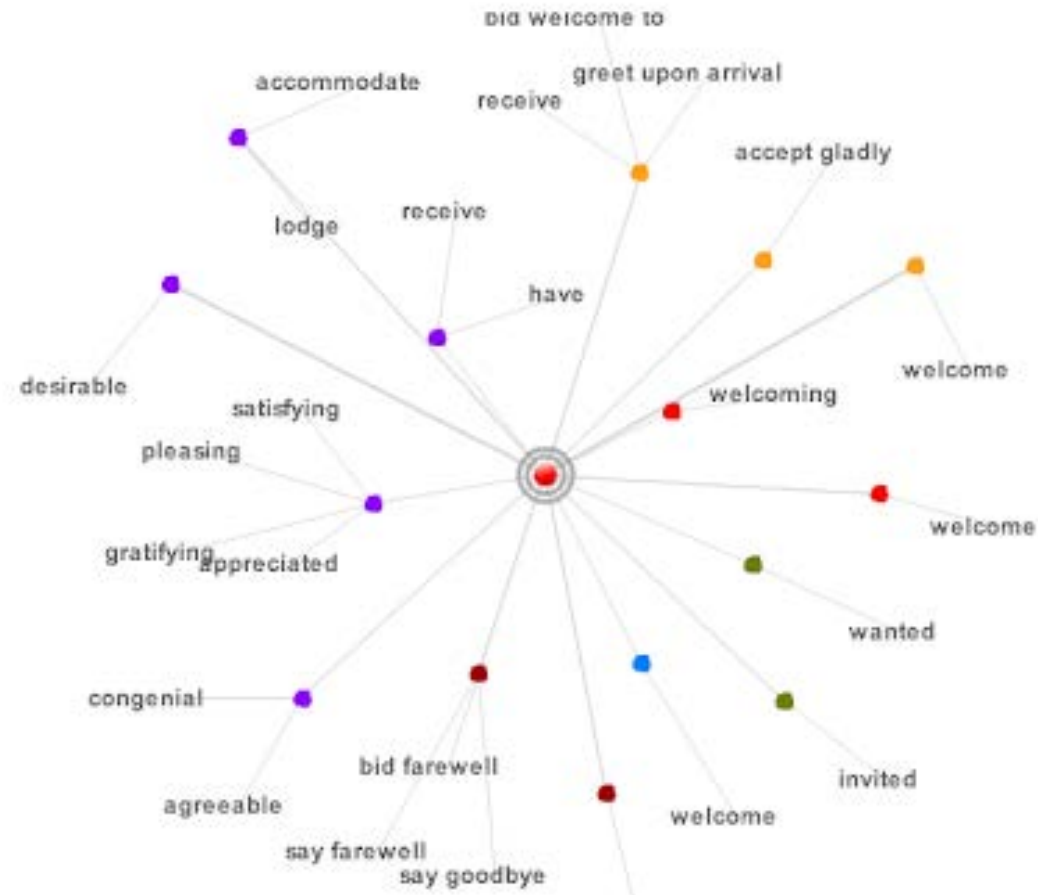 bid welcome to
greet upon arrival
accommodate
receive
accept gladly
receive
lodge
have
welcome
desirable
welcoming
satisfying
pleasing
welcome
gratifying
appreciated
wanted
congenial
bid farewell
invited
agreeable
welcome
say farewell
say goodbye